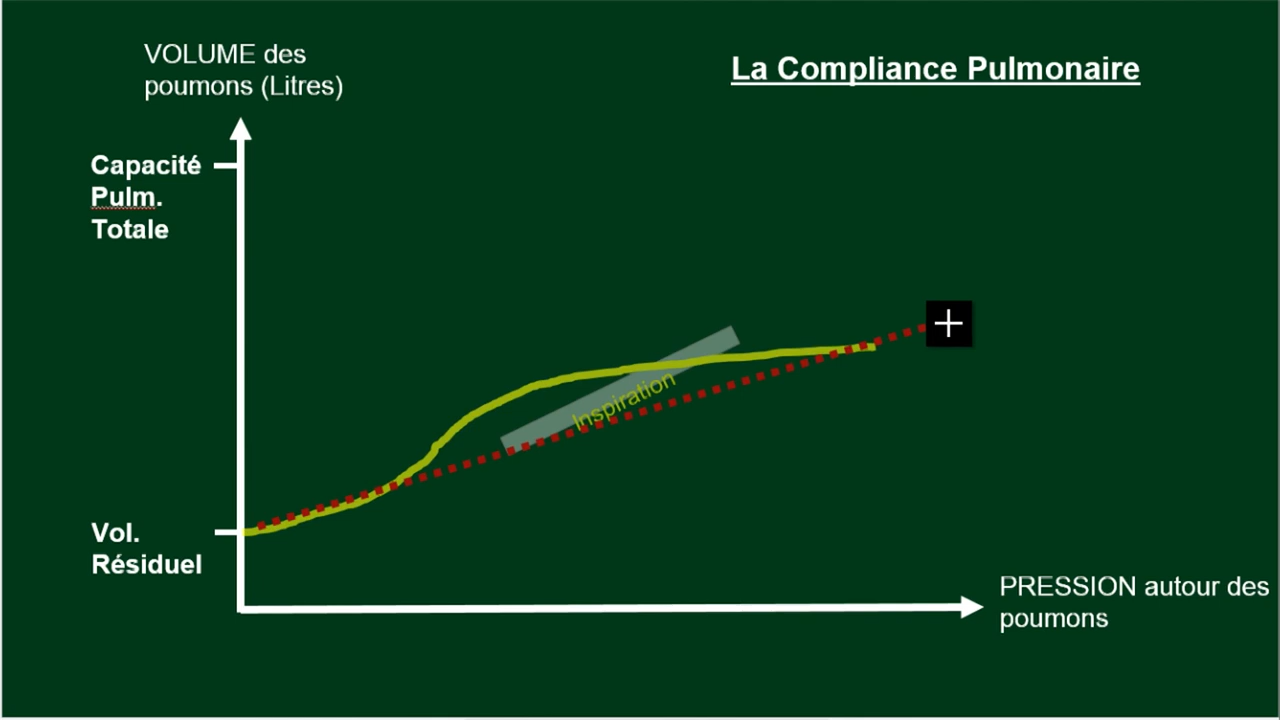 VOLUME des
poumons (Litres)
La Compliance Pulmonaire
Capacité
Pulm.
Totale
Inspiration
Vol.
Résiduel
PRESSION autour des
poumons